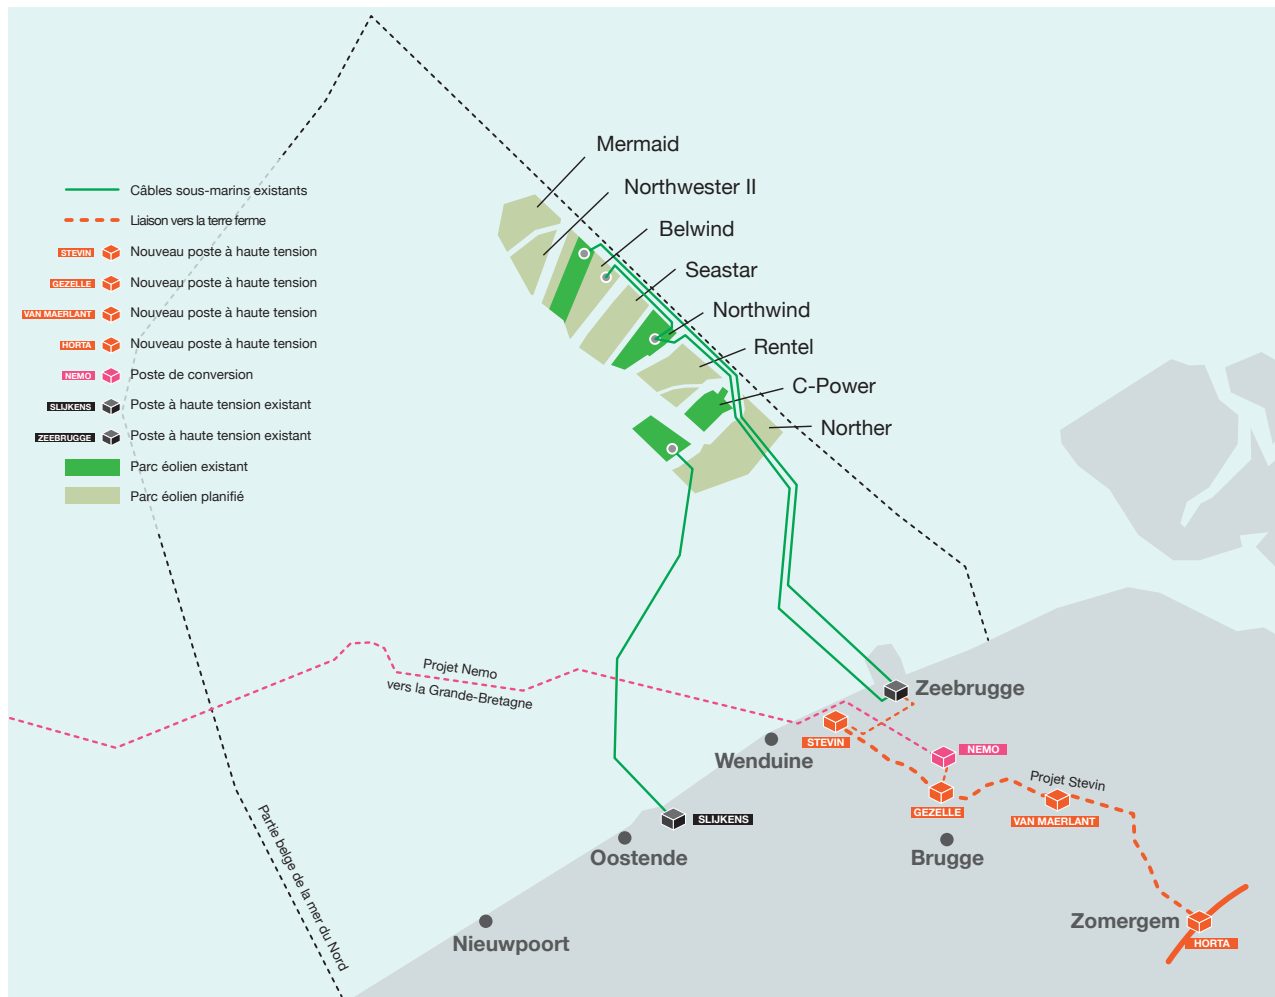 Mermaid
Northwester II
Belwind
Seastar
Northwind
Rentel
C-Power
Norther
Câbles sous-marins existants
Liaison vers la terre ferme
STEVIN Nouveau poste à haute tension
GEZELLE Nouveau poste à haute tension
VAN MAERLANT Nouveau poste à haute tension
HORTA Nouveau poste à haute tension
NEMO Poste de conversion
SLIJKENS Poste à haute tension existant
ZEEBRUGGE Poste à haute tension existant
Parc éolien existant
Parc éolien planifié
Projet Nemo
vers la Grande-Bretagne
Zeebrugge
STEVIN
NEMO
Wenduine
Projet Stevin
GEZELLE
VAN MAERLANT
SLIJKENS
Oostende
Brugge
Partie belge de la mer du Nord
Zomergem
HORTA
Nieuwpoort